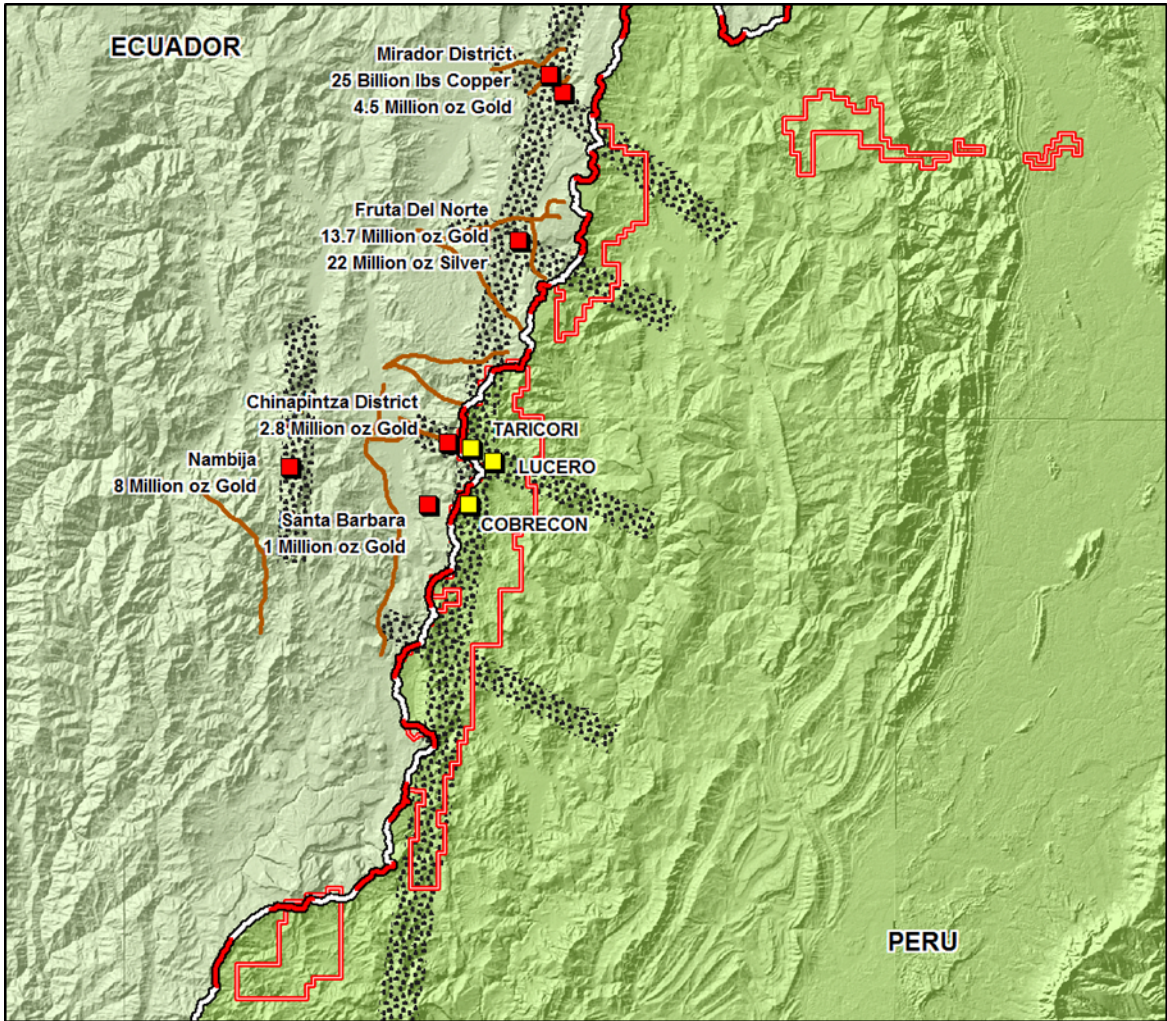 ECUADOR
Mirador District
25 Billion lbs Copper
4.5 Million oz Gold
Fruta Del Norte
13.7 Million oz Gold
22 Million oz Silver
Chinapintza District
2.8 Million oz Gold
TARICORI
Nambija
8 Million oz Gold
LUCERO
Santa Barbara
1 Million oz Gold
COBRECON
PERU